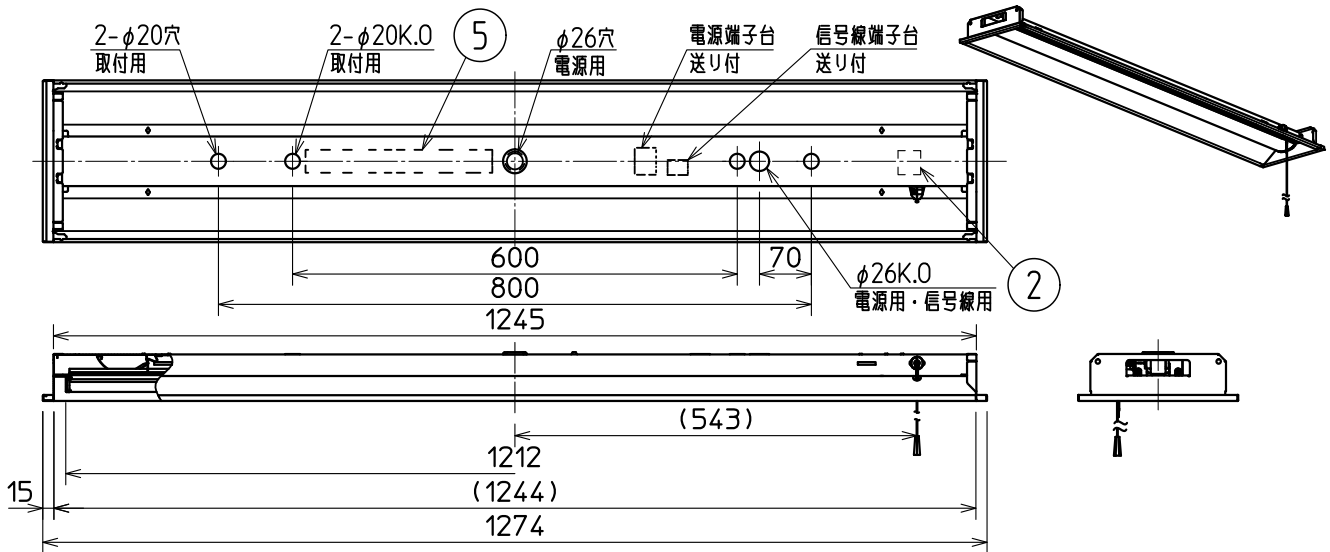 2-φ20穴
取付用
2-φ20K.O
取付用
5
φ26穴
電源用
電源端子台
送り付
信号線端子台
送り付
600
70
800
φ26K.O
電源用・信号線用
2
1245
(543)
1212
15
(1244)
1274